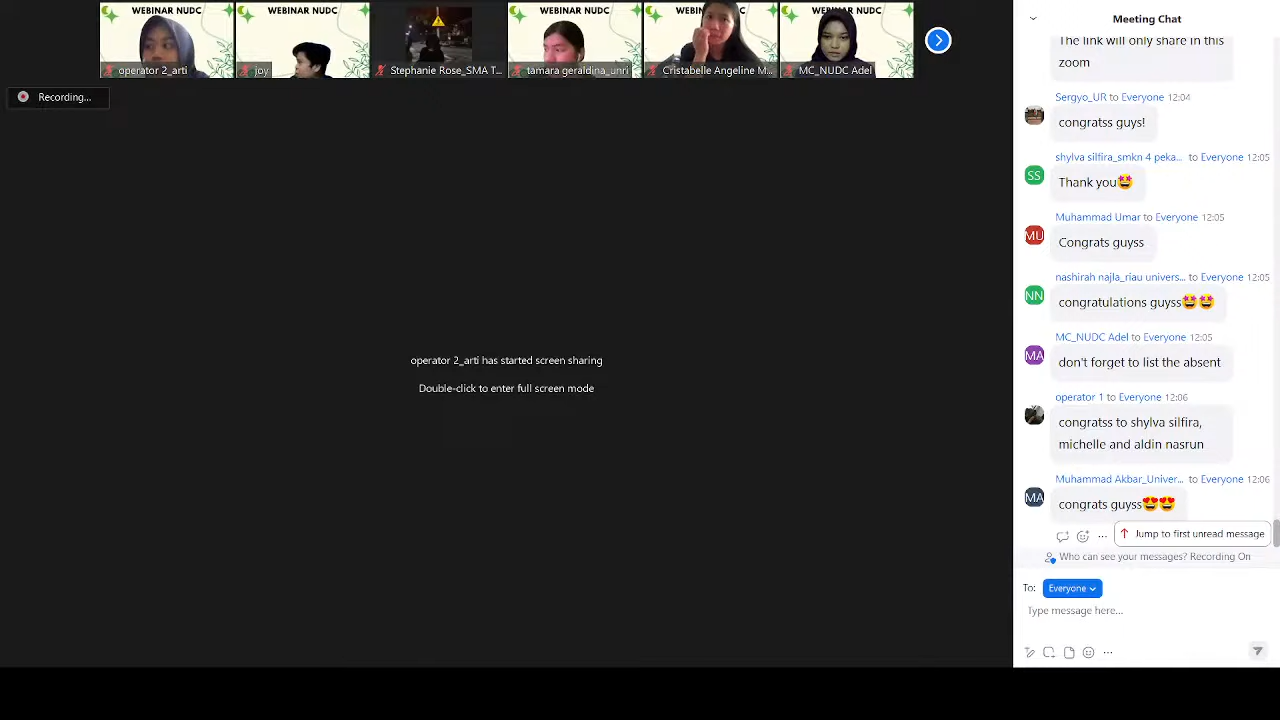 WEBINAR NUDC
operator 2_arti
WEBINAR NUDC
joy
Stephanie Rose_SMA T...
WEBINAR NUDC
tamara geraldina_unri
WEBIN DC
Cristabelle Angeline M...
WEBINAR NUDC
MC_NUDC Adel
Recording...
operator 2_arti has started screen sharing
Double-click to enter full screen mode
Meeting Chat
The link will only share in this
zoom
Sergyo_UR to Everyone 12:04
congratss guys!
shylva silfira_smkn 4 peka... to Everyone 12:05
SS
Thank you🤩
Muhammad Umar to Everyone 12:05
MU
Congrats guyss
nashirah najla_riau univers... to Everyone 12:05
NN
congratulations guyss🤩🤩
MC_NUDC Adel to Everyone 12:05
MA
don't forget to list the absent
operator 1 to Everyone 12:06
congratss to shylva silfira,
michelle and aldin nasrun
Muhammad Akbar_Univer... to Everyone 12:06
MA
congrats guyss😍😍
Jump to first unread message
Who can see your messages? Recording On
To: Everyone
Type message here...